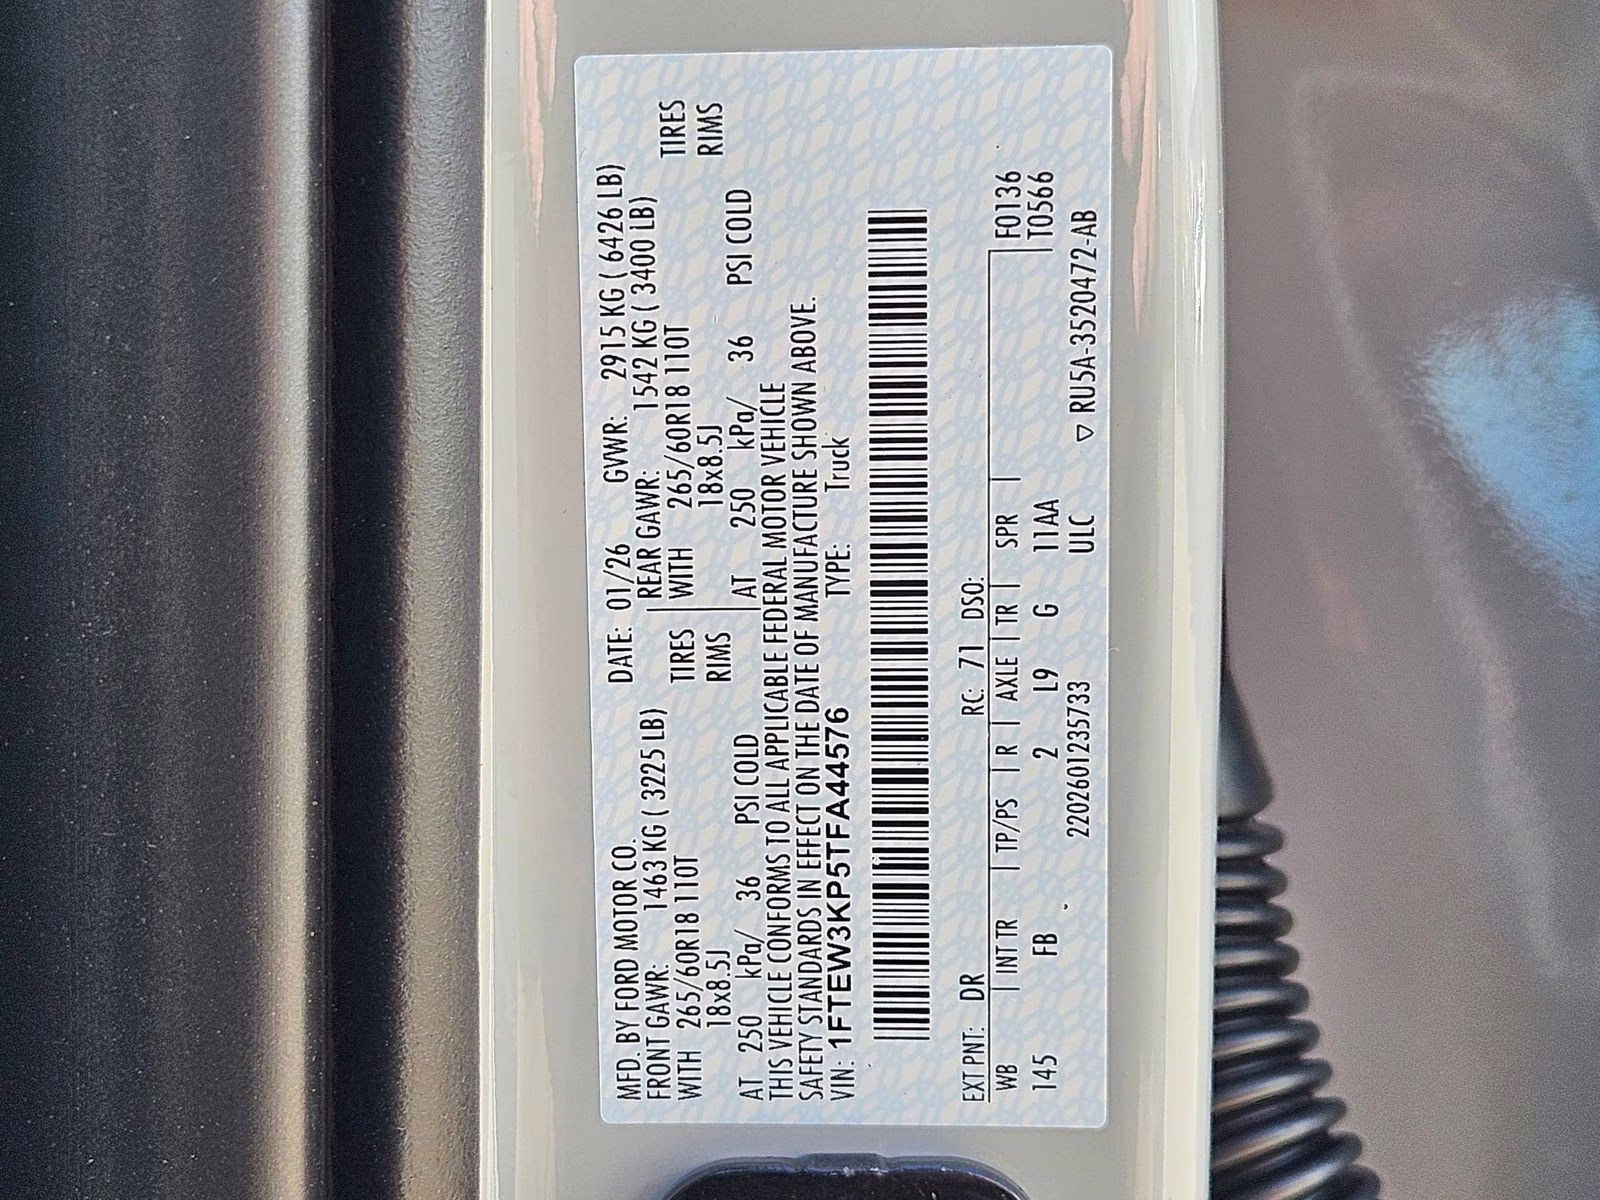 MFD. BY FORD MOTOR CO. DATE: 01/26 GVWR: 2915 KG ( 6426 LB)
FRONT GAWR: 1463 KG ( 3225 LB) REAR GAWR: 1542 KG ( 3400 LB)
WITH 265/60R18 110T TIRES WITH 265/60R18 110T TIRES
18x8.5J RIMS 18x8.5J RIMS
AT 250 kPa/ 36 PSI COLD AT 250 kPa/ 36 PSI COLD
THIS VEHICLE CONFORMS TO ALL APPLICABLE FEDERAL MOTOR VEHICLE
SAFETY STANDARDS IN EFFECT ON THE DATE OF MANUFACTURE SHOWN ABOVE.
VIN: 1FTEW3KP5TFA44576 TYPE: Truck
EXT PNT: DR RC: 71 DSO:
WB | INT TR | TP/PS | R | AXLE | TR | SPR | F0136
145 FB 2 L9 G 11AA T0566
2202601235733 ULC ▽ RU5A-3520472-AB